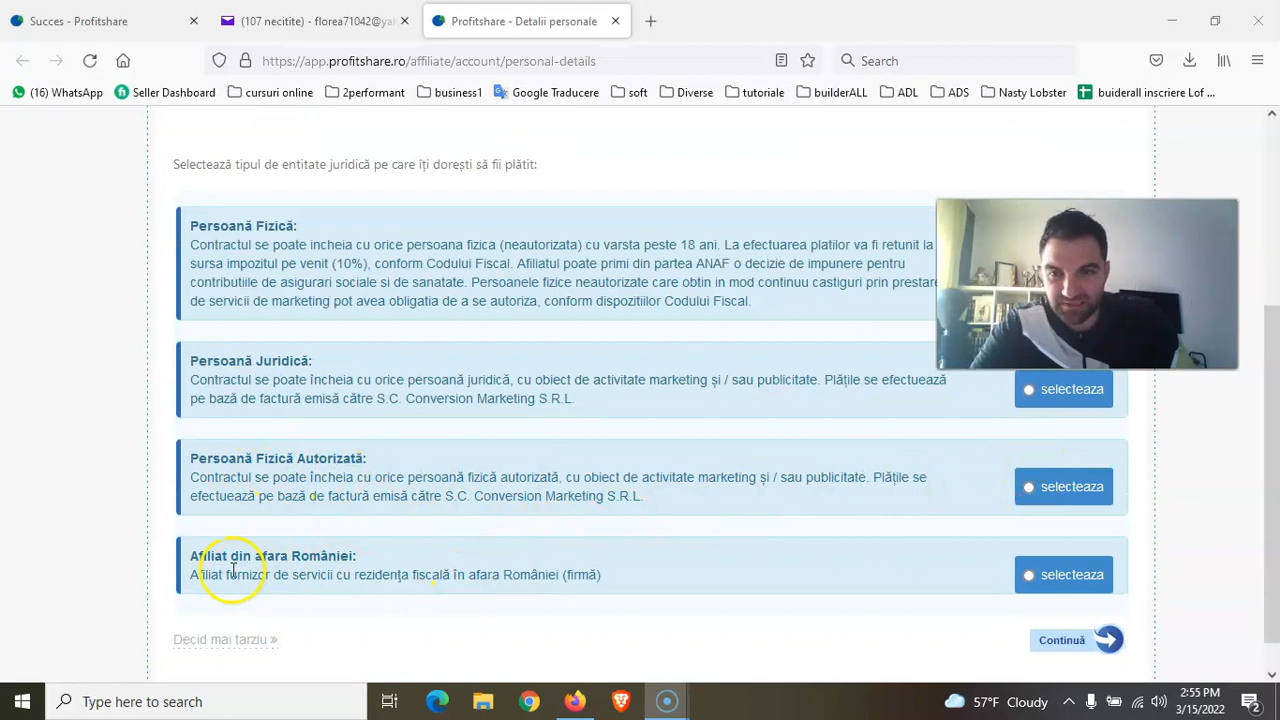 Succes - Profitshare
(107 necitite) - florea71042@ya
Profitshare - Detalii personale
https://app.profitshare.ro/affiliate/account/personal-details
Search
(16) WhatsApp
Seller Dashboard
cursuri online
2performant
business1
Google Traducere
soft
Diverse
tutoriale
builderALL
ADL
ADS
Nasty Lobster
buiderall inscriere Lof ...
Selectează tipul de entitate juridică pe care îți dorești să fii plătit:
Persoană Fizică:
Contractul se poate incheia cu orice persoana fizica (neautorizata) cu varsta peste 18 ani. La efectuarea platilor va fi retunit la
sursa impozitul pe venit (10%), conform Codului Fiscal. Afiliatul poate primi din partea ANAF o decizie de impunere pentru
contributiile de asigurari sociale si de sanatate. Persoanele fizice neautorizate care obtin in mod continuu castiguri prin prestare
de servicii de marketing pot avea obligatia de a se autoriza, conform dispozitiilor Codului Fiscal.
Persoană Juridică:
Contractul se poate încheia cu orice persoană juridică, cu obiect de activitate marketing și / sau publicitate. Plățile se efectuează
pe bază de factură emisă către S.C. Conversion Marketing S.R.L.
selecteaza
Persoană Fizică Autorizată:
Contractul se poate încheia cu orice persoană fizică autorizată, cu obiect de activitate marketing și / sau publicitate. Plățile se
efectuează pe bază de factură emisă către S.C. Conversion Marketing S.R.L.
selecteaza
Afiliat din afara României:
Afiliat furnizor de servicii cu rezidența fiscală în afara României (firmă)
selecteaza
Decid mai tarziu »
Continuă
Type here to search
57°F Cloudy
2:55 PM
3/15/2022
2